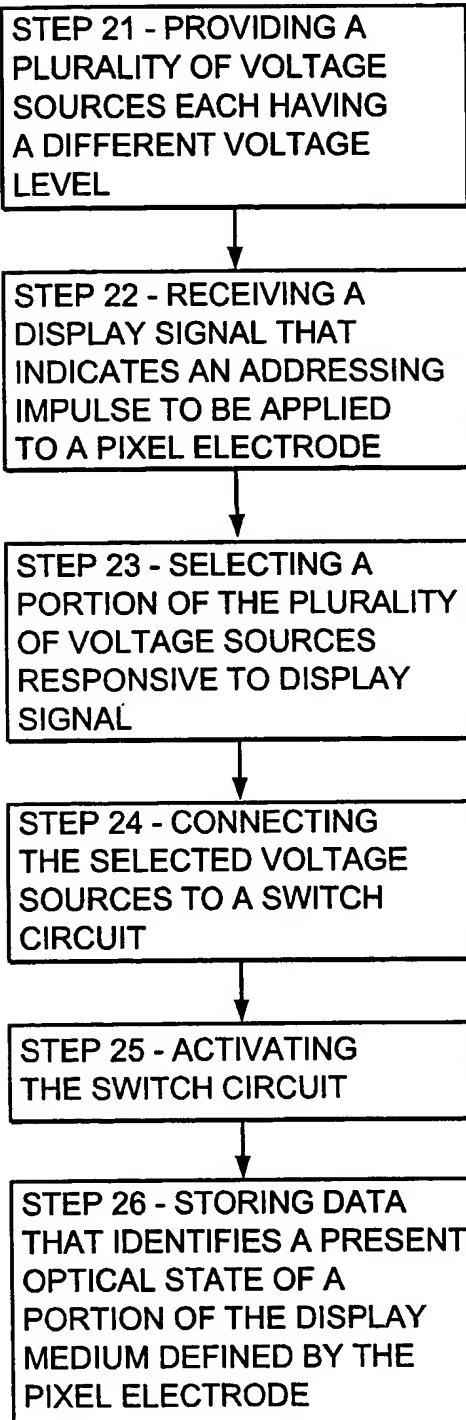 STEP 21 - PROVIDING A
PLURALITY OF VOLTAGE
SOURCES EACH HAVING
A DIFFERENT VOLTAGE
LEVEL
STEP 22 - RECEIVING A
DISPLAY SIGNAL THAT
INDICATES AN ADDRESSING
IMPULSE TO BE APPLIED
TO A PIXEL ELECTRODE
STEP 23 - SELECTING A
PORTION OF THE PLURALITY
OF VOLTAGE SOURCES
RESPONSIVE TO DISPLAY
SIGNAL
STEP 24 - CONNECTING
THE SELECTED VOLTAGE
SOURCES TO A SWITCH
CIRCUIT
STEP 25 - ACTIVATING
THE SWITCH CIRCUIT
STEP 26 - STORING DATA
THAT IDENTIFIES A PRESENT
OPTICAL STATE OF A
PORTION OF THE DISPLAY
MEDIUM DEFINED BY THE
PIXEL ELECTRODE